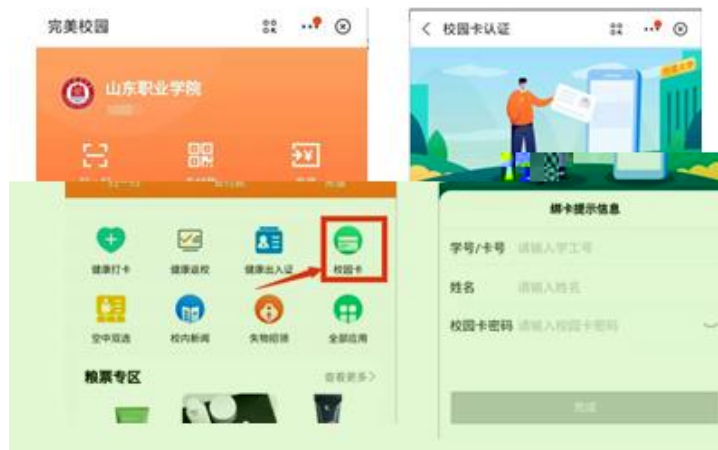 完美校园
山东职业学院
健康打卡 健康返校 健康出入证 校园卡
空中双选 校内新闻 失物招领 全部应用
粮票专区 查看更多>
校园卡认证
绑卡提示信息
学号/卡号 请输入学工号
姓名 请输入姓名
校园卡密码 请输入校园卡密码
完成